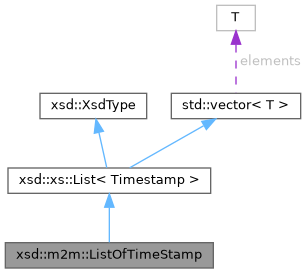 T
elements
xsd::XsdType
std::vector< T >
xsd::xs::List< Timestamp >
xsd::m2m::ListOfTimeStamp